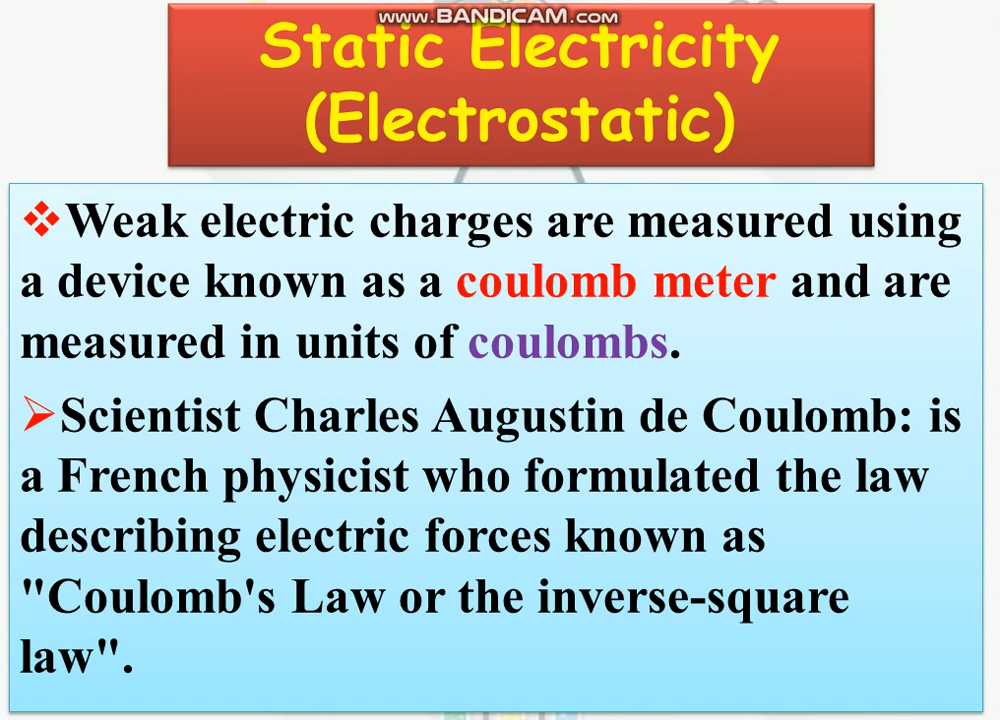 www.BANDICAM.com
Static Electricity
(Electrostatic)
❖Weak electric charges are measured using
a device known as a coulomb meter and are
measured in units of coulombs.
➢Scientist Charles Augustin de Coulomb: is
a French physicist who formulated the law
describing electric forces known as
"Coulomb's Law or the inverse-square
law".